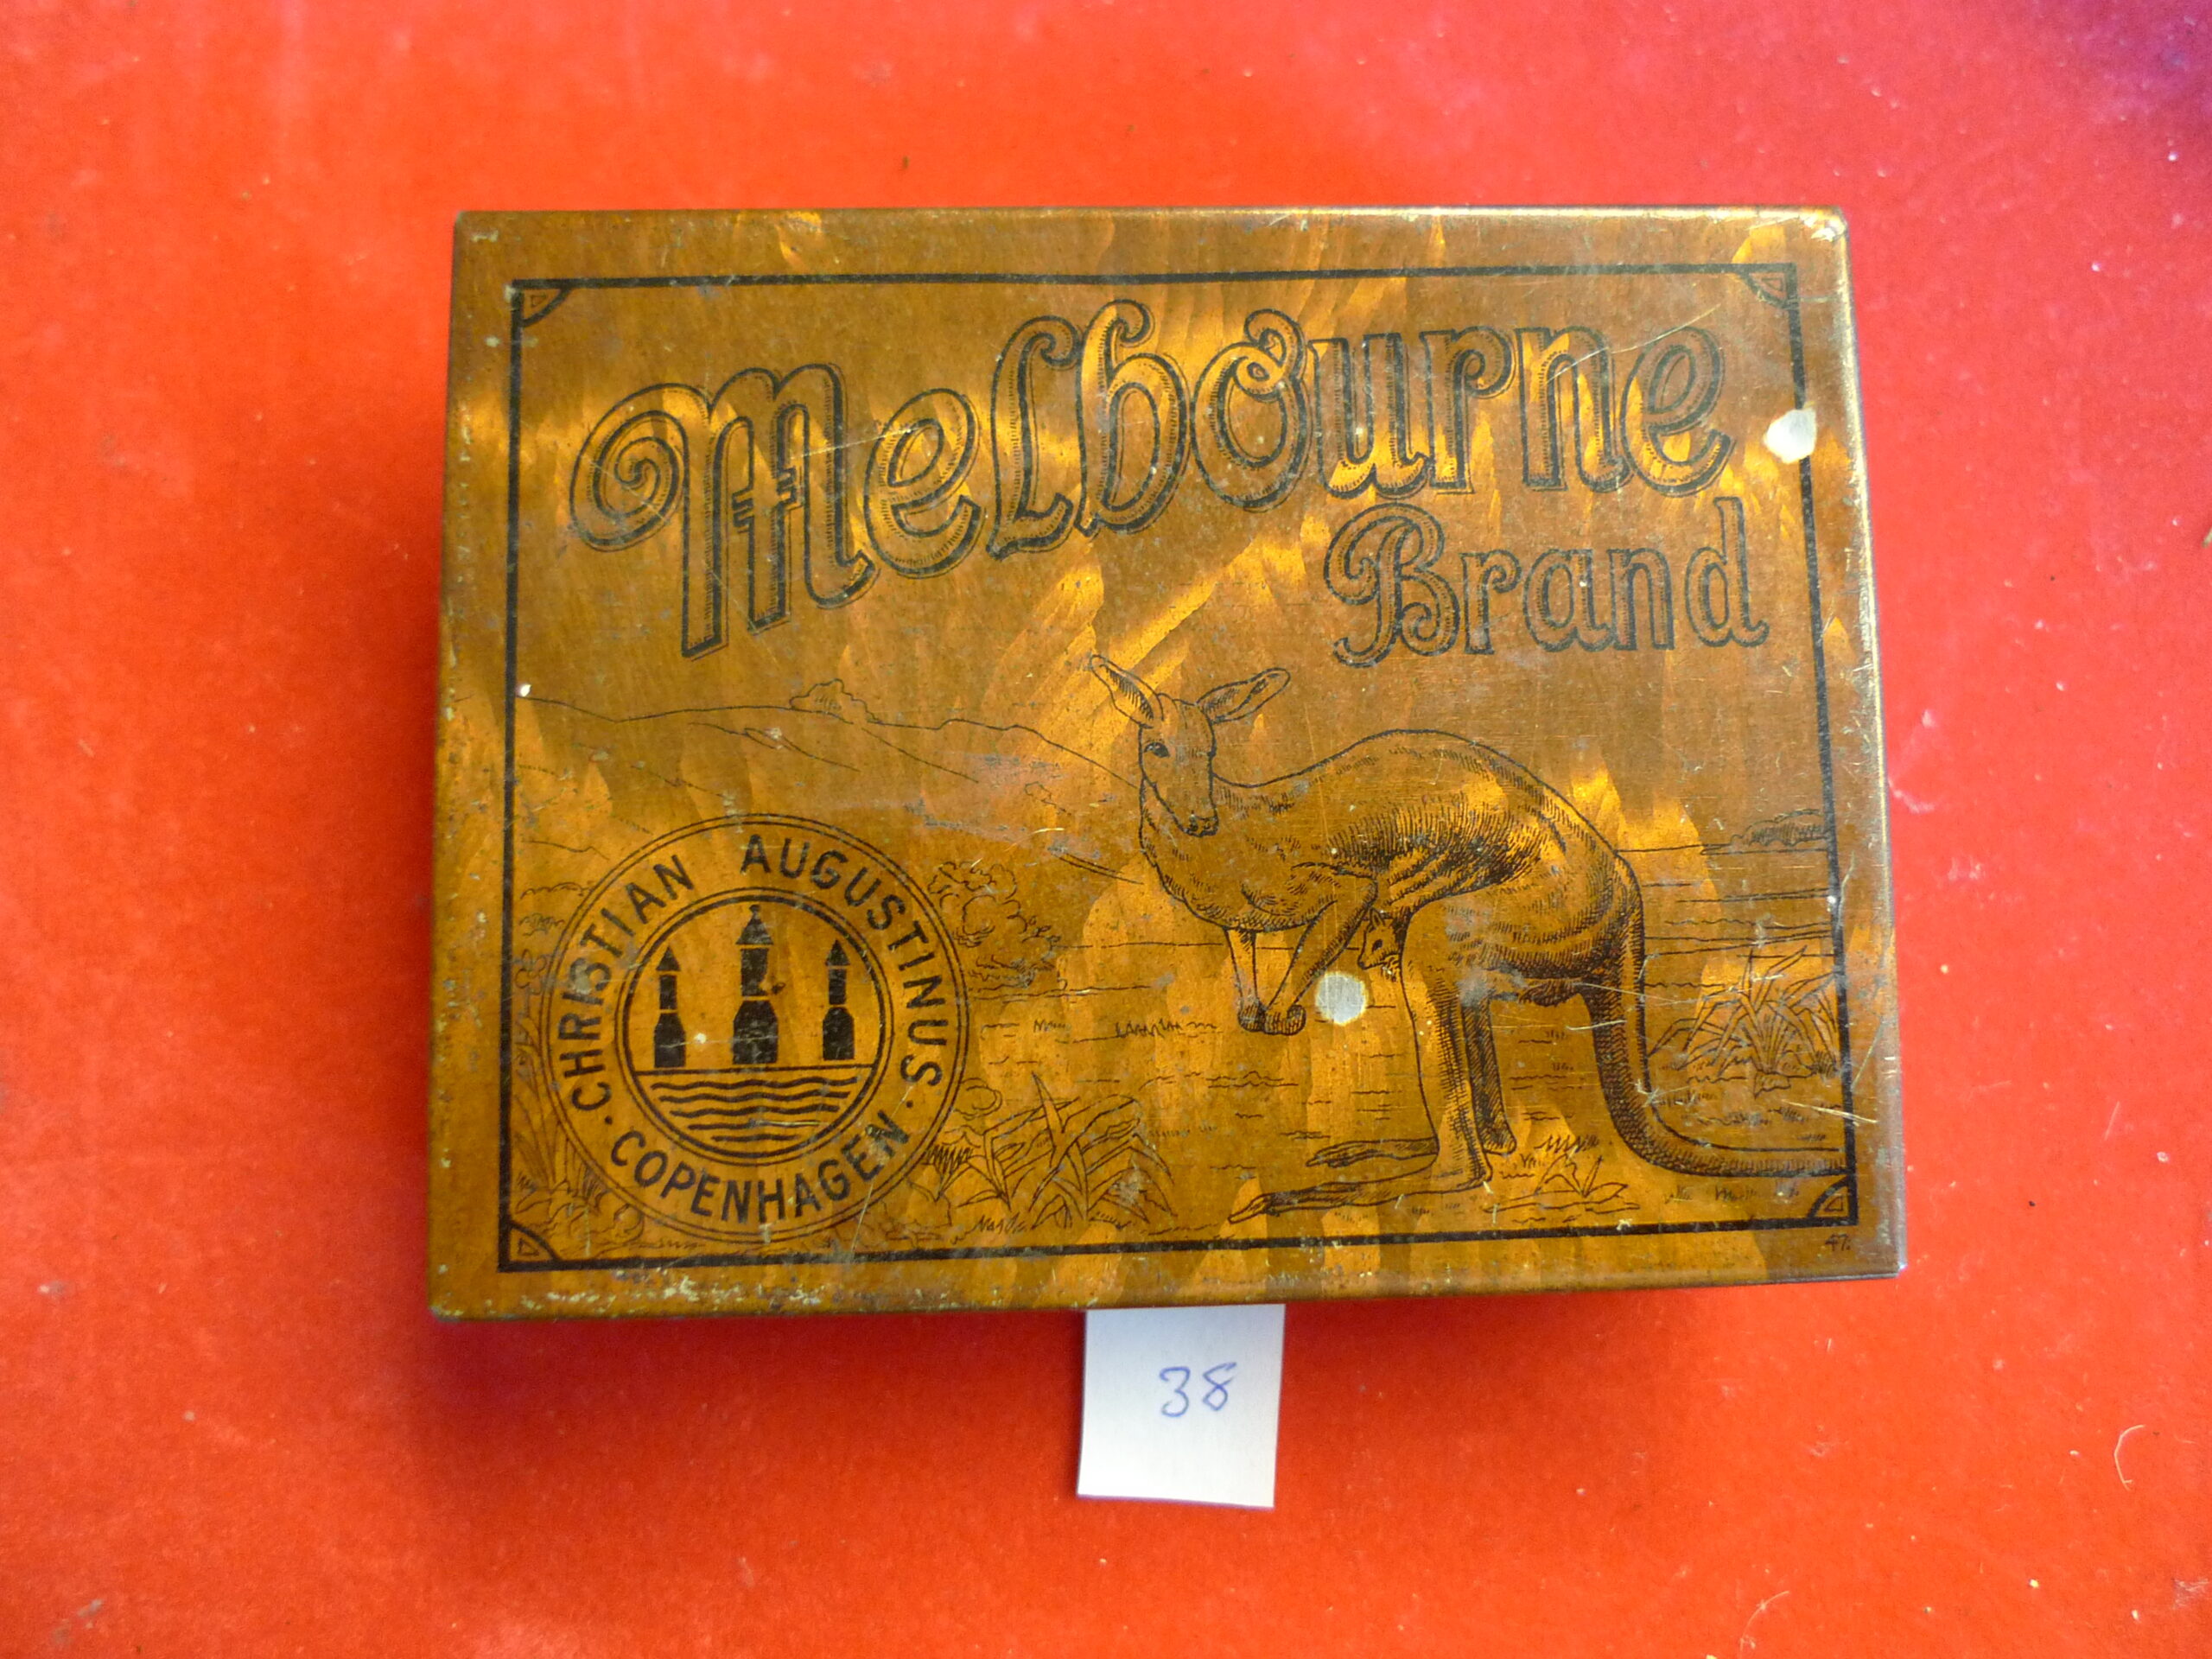 Melbourne
Brand
CHRISTIAN AUGUSTINUS
· COPENHAGEN ·
47.
38